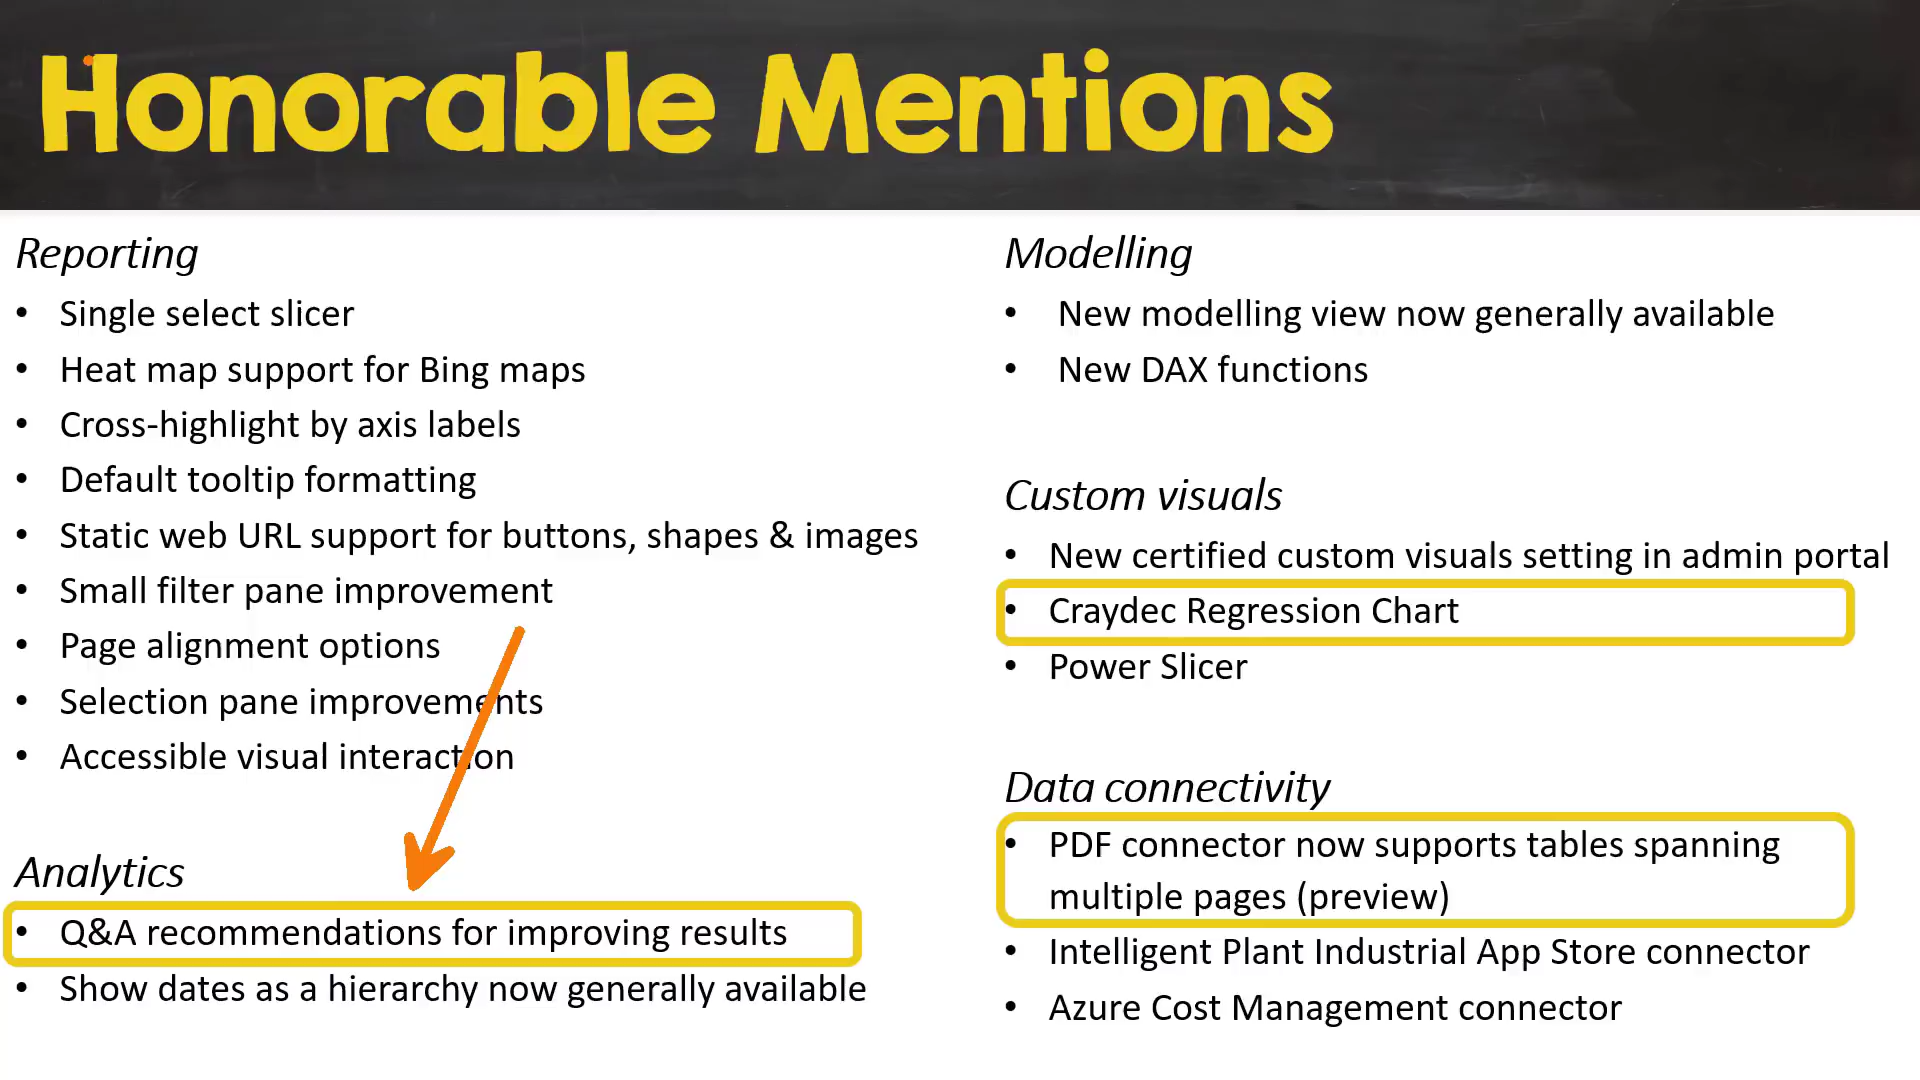 Honorable Mentions
Reporting
• Single select slicer
• Heat map support for Bing maps
• Cross-highlight by axis labels
• Default tooltip formatting
• Static web URL support for buttons, shapes & images
• Small filter pane improvement
• Page alignment options
• Selection pane improvements
• Accessible visual interaction
Analytics
• Q&A recommendations for improving results
• Show dates as a hierarchy now generally available
Modelling
• New modelling view now generally available
• New DAX functions
Custom visuals
• New certified custom visuals setting in admin portal
• Craydec Regression Chart
• Power Slicer
Data connectivity
• PDF connector now supports tables spanning
multiple pages (preview)
• Intelligent Plant Industrial App Store connector
• Azure Cost Management connector